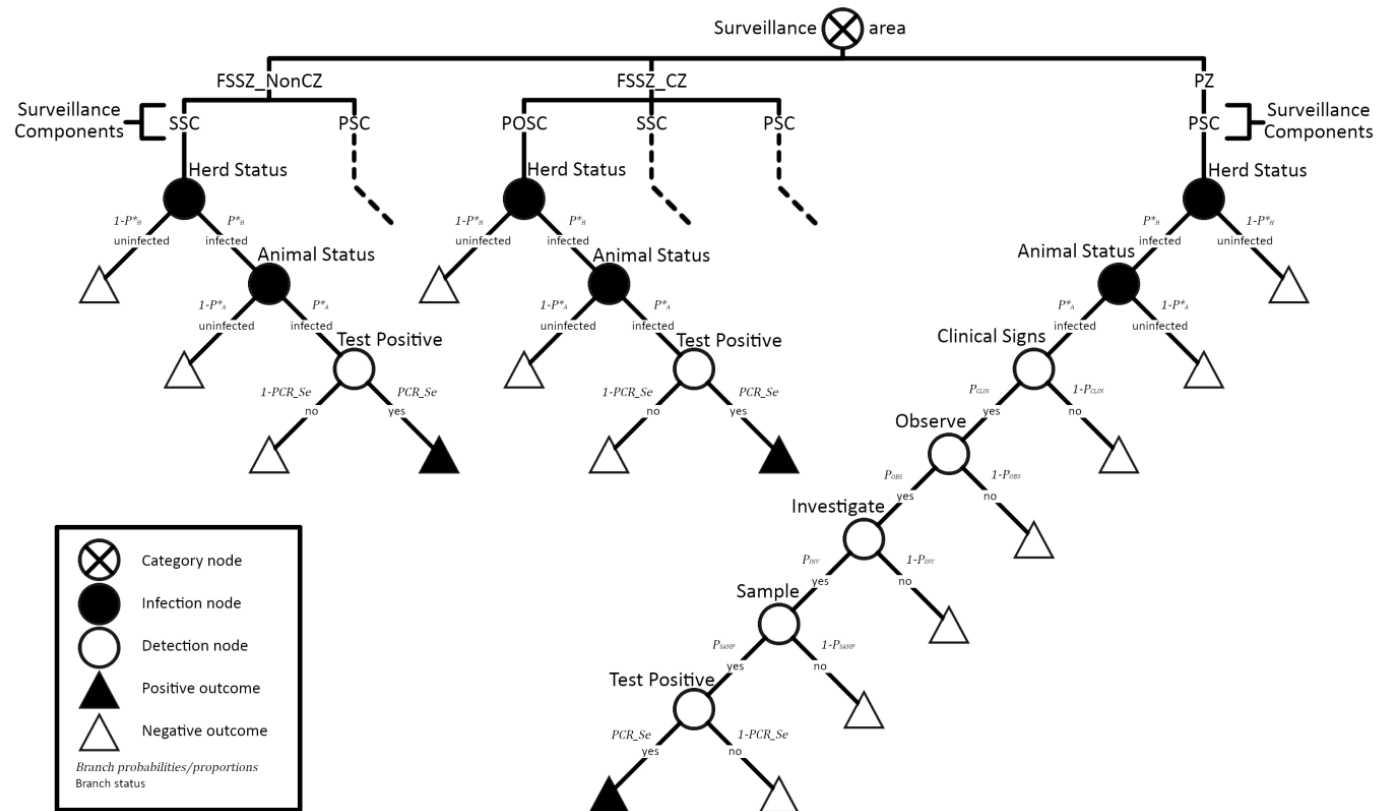 Surveillance area
FSSZ_NonCZ FSSZ_CZ PZ
Surveillance
Components
SSC PSC POSC SSC PSC PSC
Surveillance
Components
Herd Status Herd Status Herd Status
1-P*H P*H 1-P*H P*H P*H 1-P*H
uninfected infected uninfected infected infected uninfected
Animal Status Animal Status Animal Status
1-P*A P*A 1-P*A P*A P*A 1-P*A
uninfected infected uninfected infected infected uninfected
Test Positive Test Positive Clinical Signs
1-PCR_Se PCR_Se 1-PCR_Se PCR_Se PCLIN 1-PCLIN
no yes no yes yes no
Observe
POBS 1-POBS
yes no
Investigate
PINV 1-PINV
yes no
Sample
PSAMP 1-PSAMP
yes no
Test Positive
PCR_Se 1-PCR_Se
yes no
Category node
Infection node
Detection node
Positive outcome
Negative outcome
Branch probabilities/proportions
Branch status